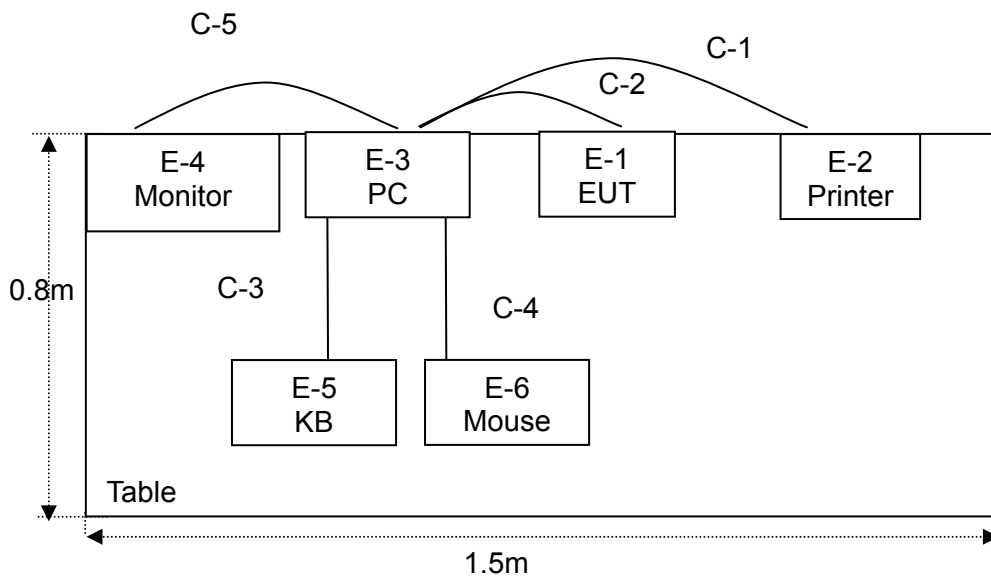 C-5
C-1
C-2
E-4
Monitor
E-3
PC
E-1
EUT
E-2
Printer
0.8m
C-3
C-4
E-5
KB
E-6
Mouse
Table
1.5m